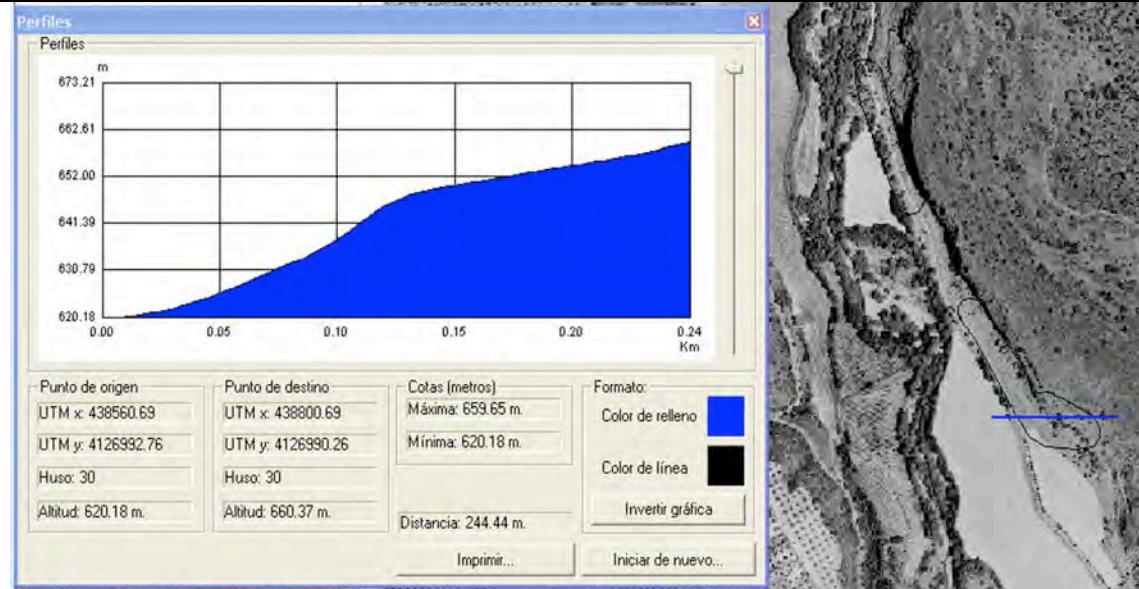 Perfiles
Perfiles
m
673.21
662.61
652.00
641.39
630.79
620.18
0.00 0.05 0.10 0.15 0.20 0.24
Km
Punto de origen
UTM x: 438560.69
UTM y: 4126992.76
Huso: 30
Altitud: 620.18 m.
Punto de destino
UTM x: 438800.69
UTM y: 4126990.26
Huso: 30
Altitud: 660.37 m.
Cotas (metros)
Máxima: 659.65 m.
Mínima: 620.18 m.
Distancia: 244.44 m.
Formato:
Color de relleno
Color de línea
Invertir gráfica
Imprimir...
Iniciar de nuevo...